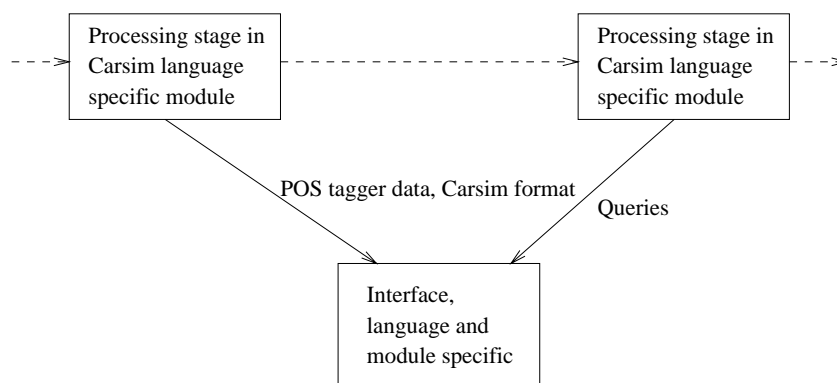 Processing stage in
Carsim language
specific module
Processing stage in
Carsim language
specific module
POS tagger data, Carsim format
Queries
Interface,
language and
module specific